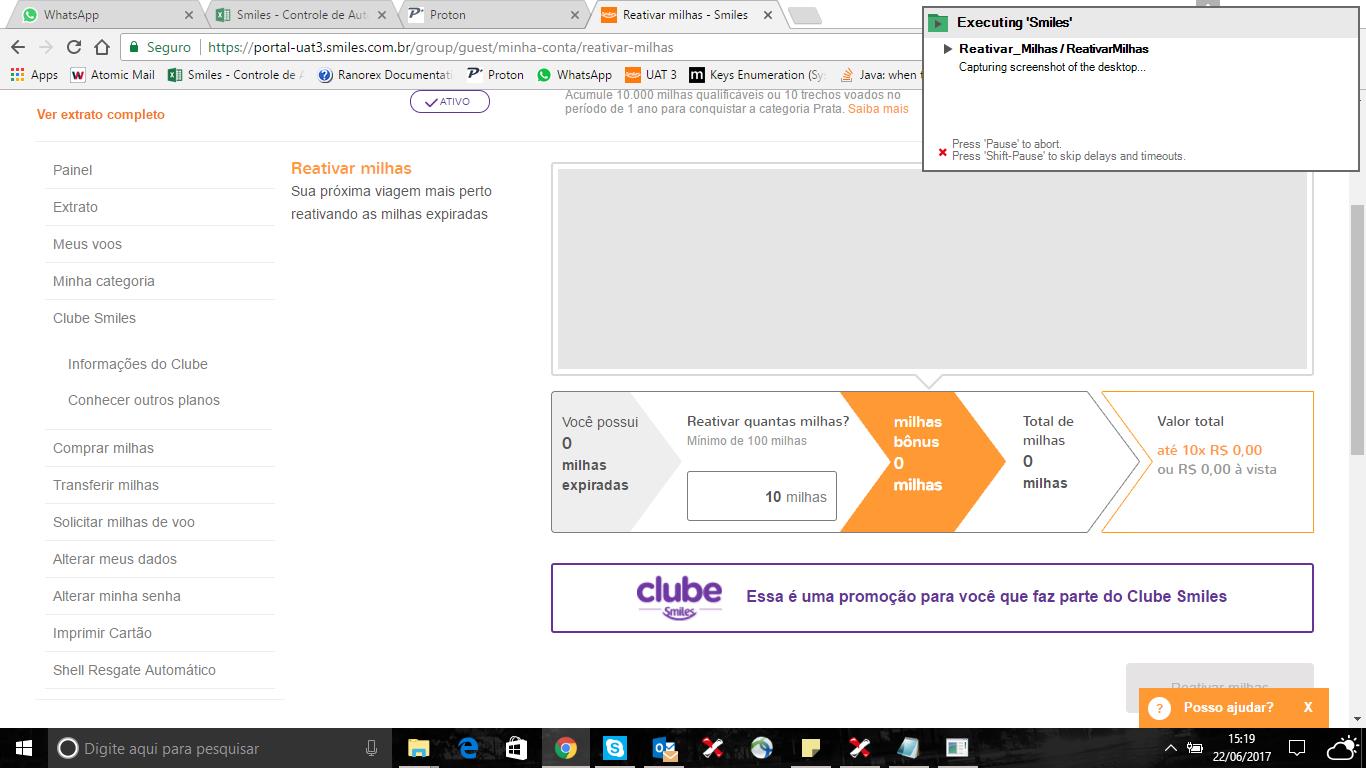 WhatsApp
Smiles - Controle de Aut
Proton
Reativar milhas - Smiles
Seguro
https://portal-uat3.smiles.com.br/group/guest/minha-conta/reativar-milhas
Apps
Atomic Mail
Smiles - Controle de A
Ranorex Documentati
Proton
WhatsApp
UAT 3
Keys Enumeration (Sy
Java: when t
Executing 'Smiles'
Reativar_Milhas / ReativarMilhas
Capturing screenshot of the desktop...
Press 'Pause' to abort.
Press 'Shift-Pause' to skip delays and timeouts.
Ver extrato completo
ATIVO
Acumule 10.000 milhas qualificáveis ou 10 trechos voados no
período de 1 ano para conquistar a categoria Prata. Saiba mais
Painel
Extrato
Meus voos
Minha categoria
Clube Smiles
Informações do Clube
Conhecer outros planos
Comprar milhas
Transferir milhas
Solicitar milhas de voo
Alterar meus dados
Alterar minha senha
Imprimir Cartão
Shell Resgate Automático
Reativar milhas
Sua próxima viagem mais perto
reativando as milhas expiradas
Você possui
0
milhas
expiradas
Reativar quantas milhas?
Mínimo de 100 milhas
10 milhas
milhas
bônus
0
milhas
Total de
milhas
0
milhas
Valor total
até 10x R$ 0,00
ou R$ 0,00 à vista
clube
Smiles
Essa é uma promoção para você que faz parte do Clube Smiles
Reativar milhas
? Posso ajudar? X
Digite aqui para pesquisar
15:19
22/06/2017